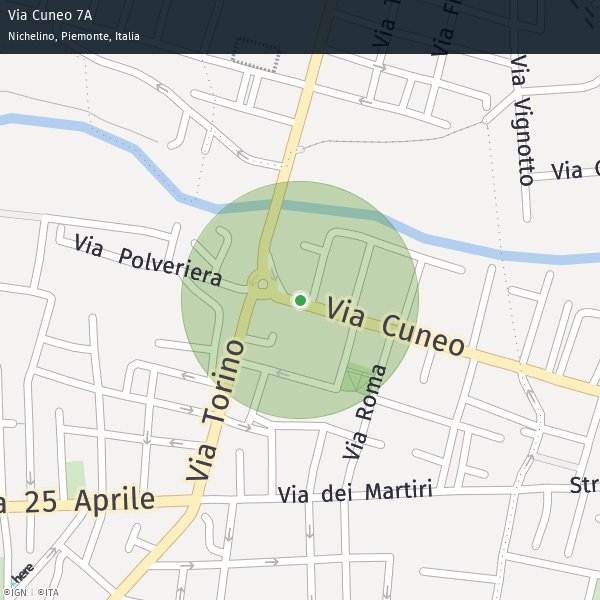 Via Cuneo 7A
Nichelino, Piemonte, Italia
Via T
Via Fi
Via Vignotto
Via C
Via Polveriera
Via Cuneo
Via Torino
Via Roma
a 25 Aprile
Via dei Martiri
Str
here
©IGN | ©ITA